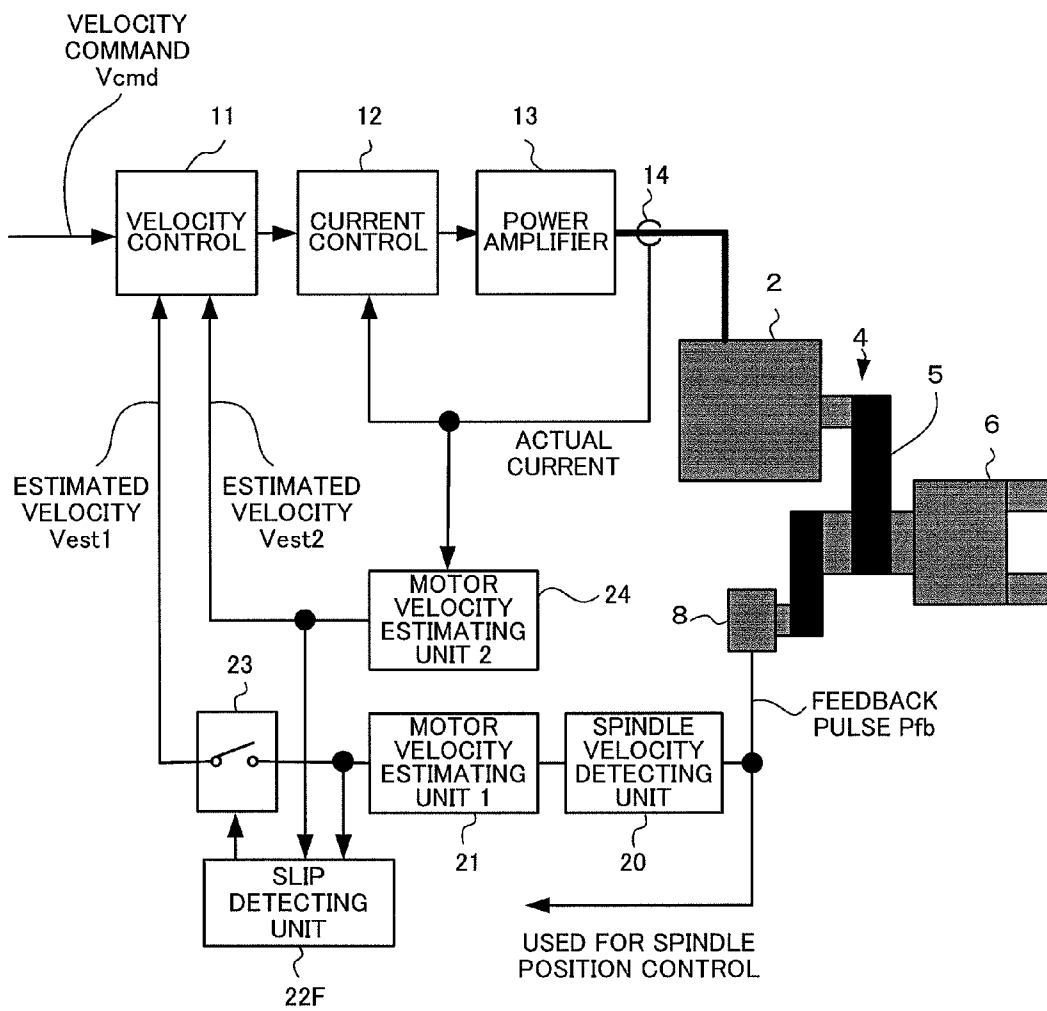 VELOCITY
COMMAND
Vcmd
11
12
13
14
VELOCITY
CONTROL
CURRENT
CONTROL
POWER
AMPLIFIER
2
4
5
6
ACTUAL
CURRENT
ESTIMATED
VELOCITY
Vest1
ESTIMATED
VELOCITY
Vest2
MOTOR
VELOCITY
ESTIMATING
UNIT 2
24
8
23
FEEDBACK
PULSE Pfb
MOTOR
VELOCITY
ESTIMATING
UNIT 1
SPINDLE
VELOCITY
DETECTING
UNIT
21
20
SLIP
DETECTING
UNIT
22F
USED FOR SPINDLE
POSITION CONTROL